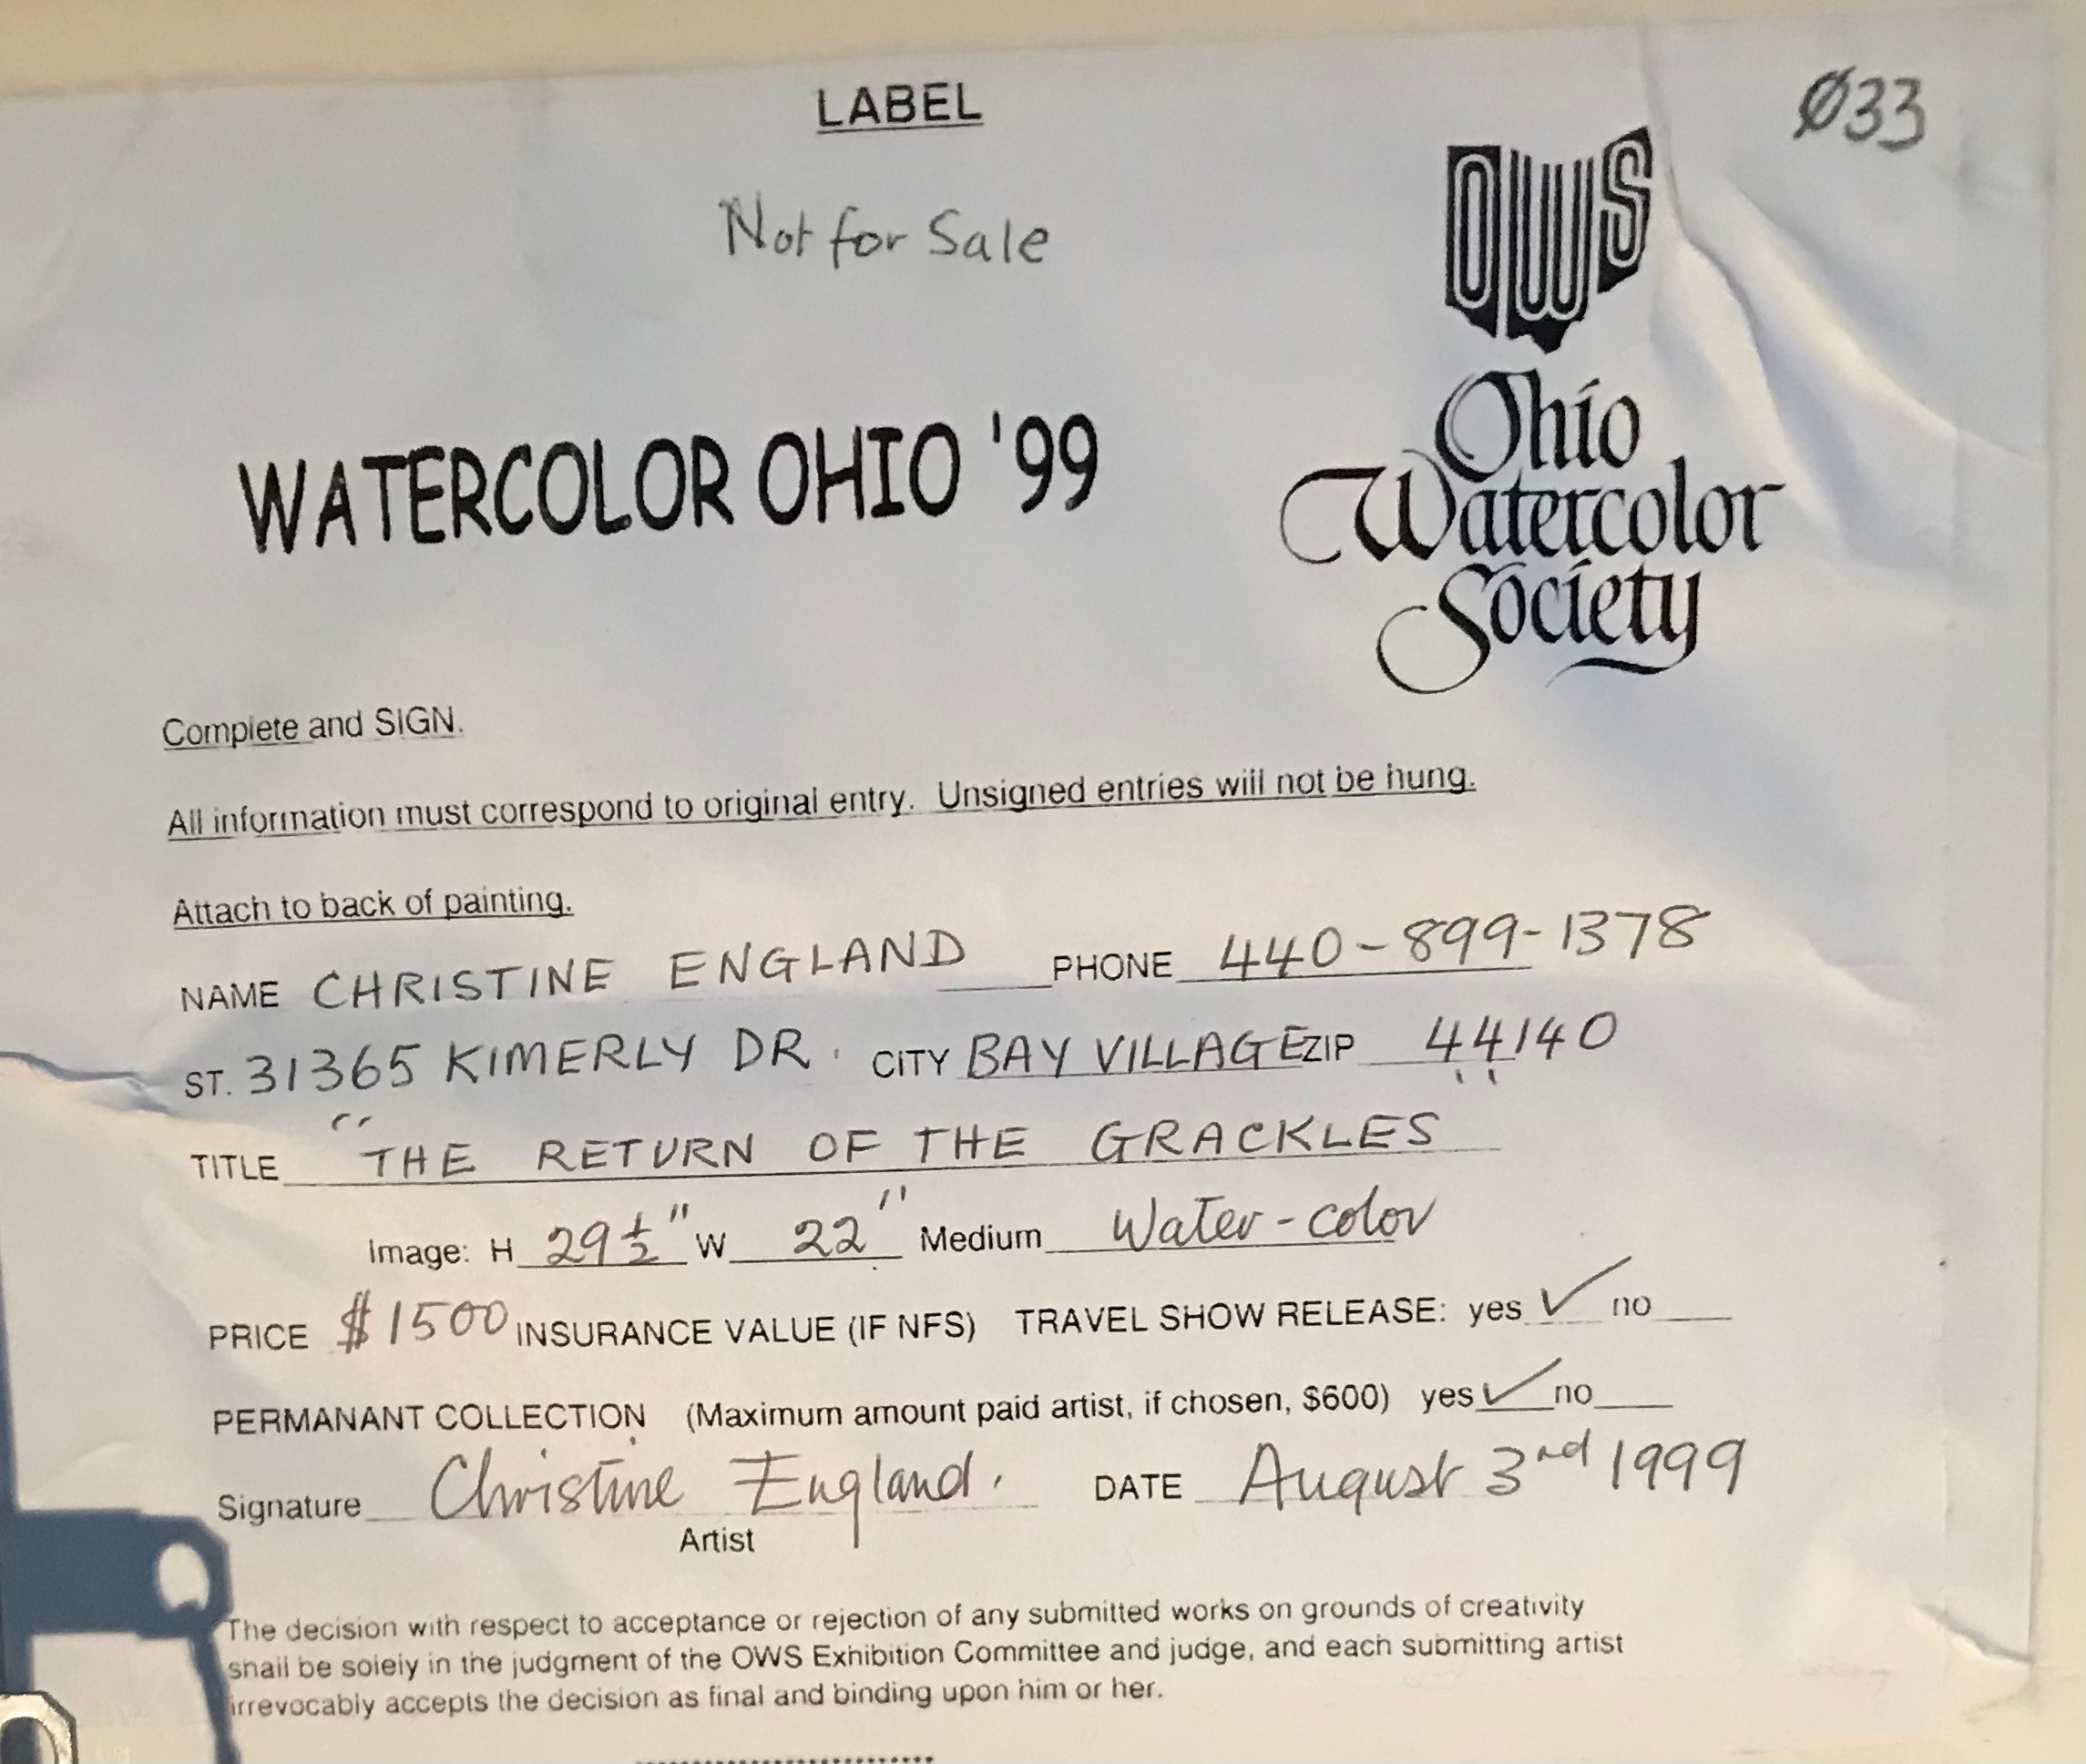 LABEL
Ø33
Not for Sale
OWS
Ohio
Watercolor
Society
WATERCOLOR OHIO '99
Complete and SIGN.
All information must correspond to original entry. Unsigned entries will not be hung.
Attach to back of painting.
NAME CHRISTINE ENGLAND PHONE 440-899-1378
ST. 31365 KIMERLY DR. CITY BAY VILLAGE ZIP 44140
TITLE "THE RETURN OF THE GRACKLES"
Image: H 29½" W 22" Medium Water-color
PRICE $1500 INSURANCE VALUE (IF NFS) TRAVEL SHOW RELEASE: yes ✓ no
PERMANANT COLLECTION (Maximum amount paid artist, if chosen, $600) yes ✓ no
Signature Christine England. DATE August 3rd 1999
Artist
The decision with respect to acceptance or rejection of any submitted works on grounds of creativity
shall be solely in the judgment of the OWS Exhibition Committee and judge, and each submitting artist
irrevocably accepts the decision as final and binding upon him or her.